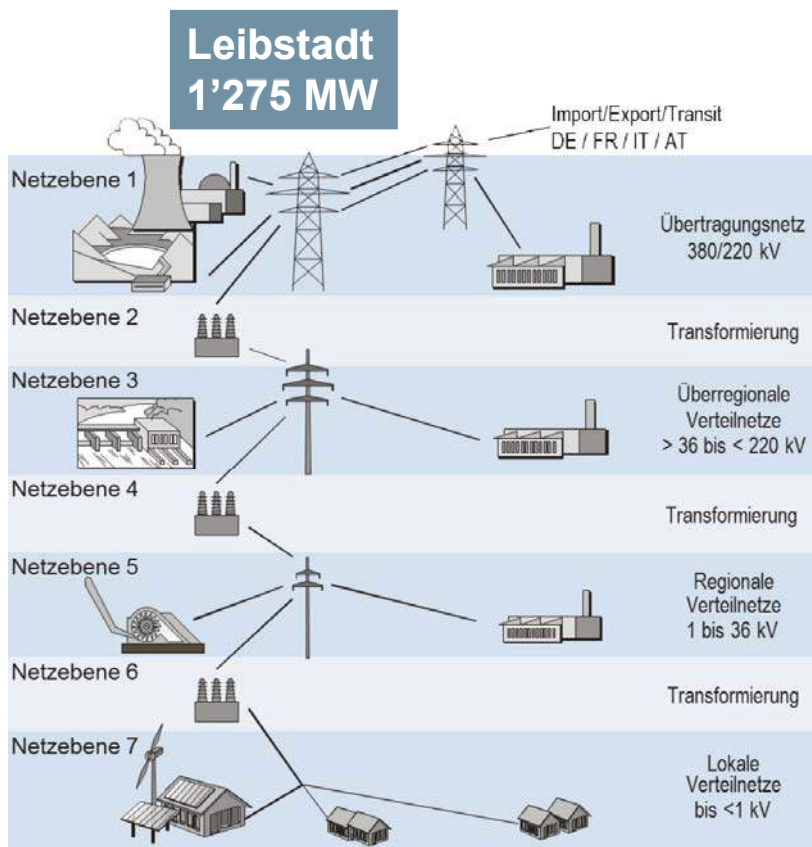 Leibstadt
1’275 MW
Import/Export/Transit
DE / FR / IT / AT
Netzebene 1
Übertragungsnetz
380/220 kV
Netzebene 2
Transformierung
Netzebene 3
Überregionale
Verteilnetze
> 36 bis < 220 kV
Netzebene 4
Transformierung
Netzebene 5
Regionale
Verteilnetze
1 bis 36 kV
Netzebene 6
Transformierung
Netzebene 7
Lokale
Verteilnetze
bis <1 kV